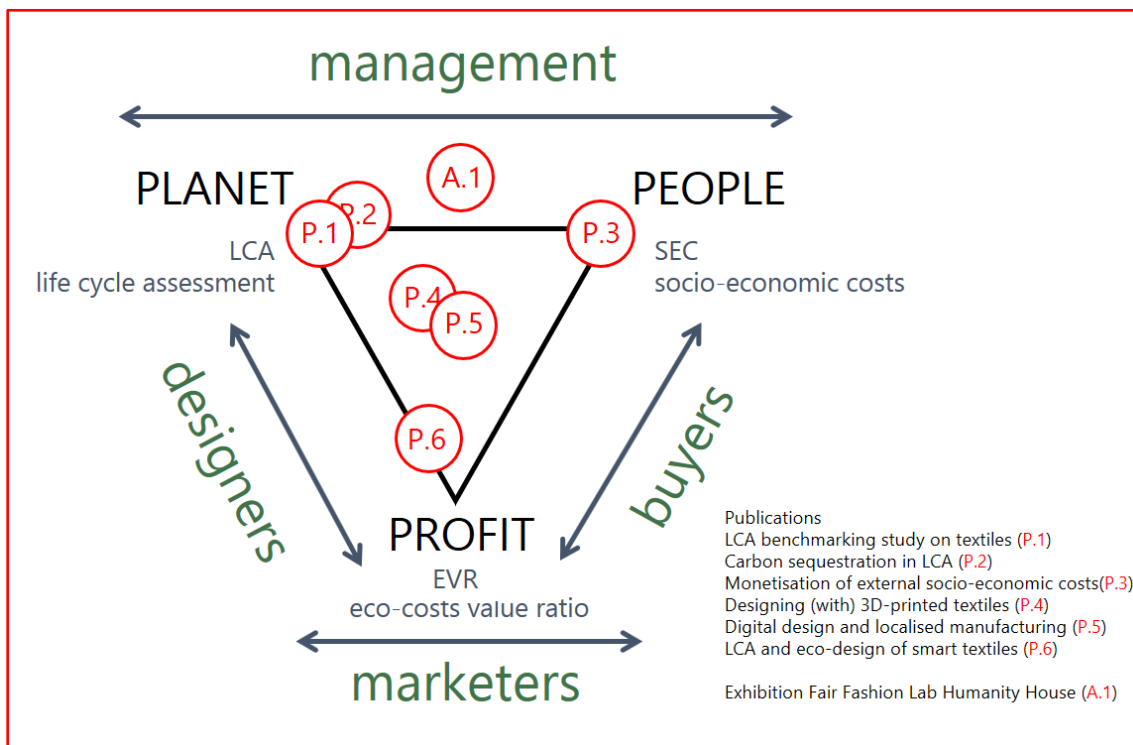 management
PLANET
A.1
PEOPLE
P.1
P.2
P.3
LCA
life cycle assessment
SEC
socio-economic costs
P.4
P.5
designers
buyers
P.6
PROFIT
EVR
eco-costs value ratio
marketers
Publications
LCA benchmarking study on textiles (P.1)
Carbon sequestration in LCA (P.2)
Monetisation of external socio-economic costs(P.3)
Designing (with) 3D-printed textiles (P.4)
Digital design and localised manufacturing (P.5)
LCA and eco-design of smart textiles (P.6)
Exhibition Fair Fashion Lab Humanity House (A.1)